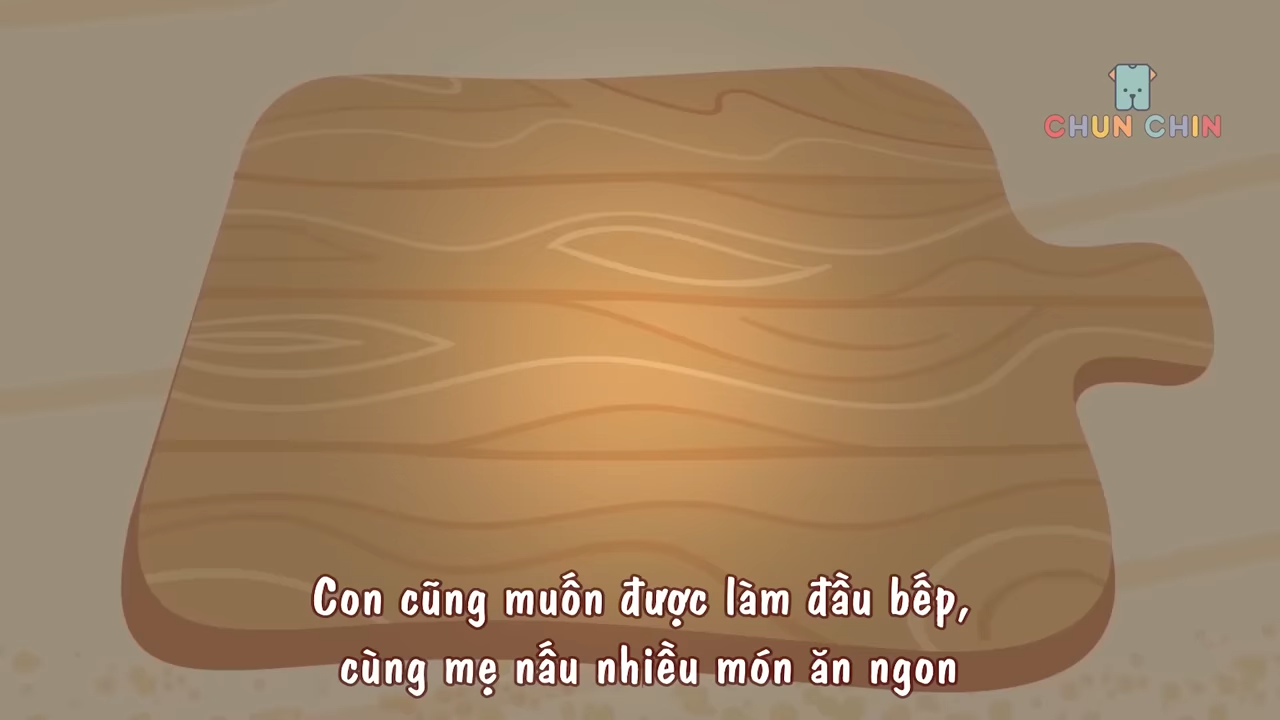 CHUN CHIN
Con cũng muốn được làm đầu bếp,
cùng mẹ nấu nhiều món ăn ngon